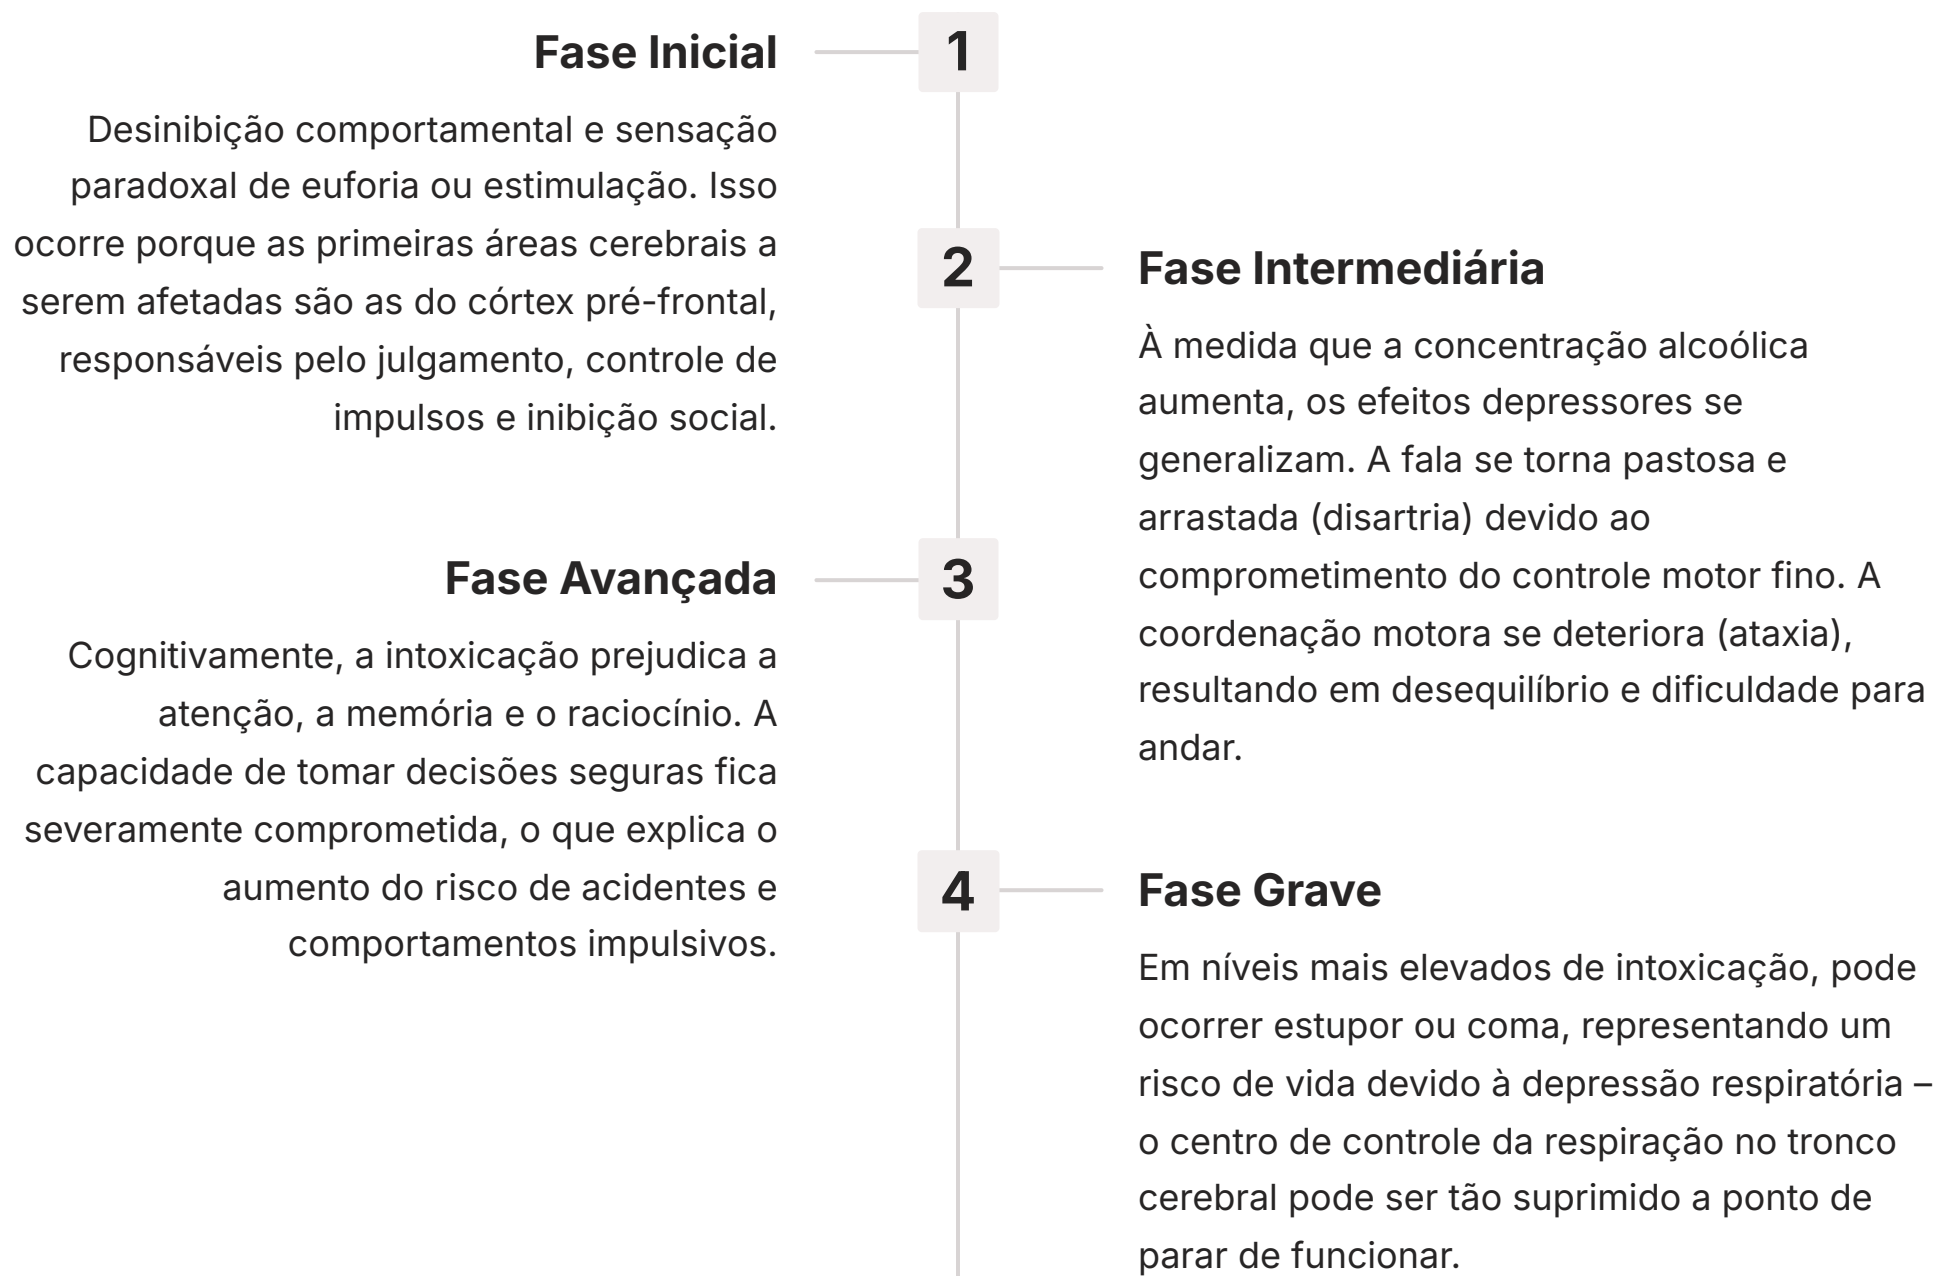 1
Fase Inicial
Desinibição comportamental e sensação
paradoxal de euforia ou estimulação. Isso
ocorre porque as primeiras áreas cerebrais a
serem afetadas são as do córtex pré-frontal,
responsáveis pelo julgamento, controle de
impulsos e inibição social.
2
Fase Intermediária
À medida que a concentração alcoólica
aumenta, os efeitos depressores se
generalizam. A fala se torna pastosa e
arrastada (disartria) devido ao
comprometimento do controle motor fino. A
coordenação motora se deteriora (ataxia),
resultando em desequilíbrio e dificuldade para
andar.
3
Fase Avançada
Cognitivamente, a intoxicação prejudica a
atenção, a memória e o raciocínio. A
capacidade de tomar decisões seguras fica
severamente comprometida, o que explica o
aumento do risco de acidentes e
comportamentos impulsivos.
4
Fase Grave
Em níveis mais elevados de intoxicação, pode
ocorrer estupor ou coma, representando um
risco de vida devido à depressão respiratória –
o centro de controle da respiração no tronco
cerebral pode ser tão suprimido a ponto de
parar de funcionar.